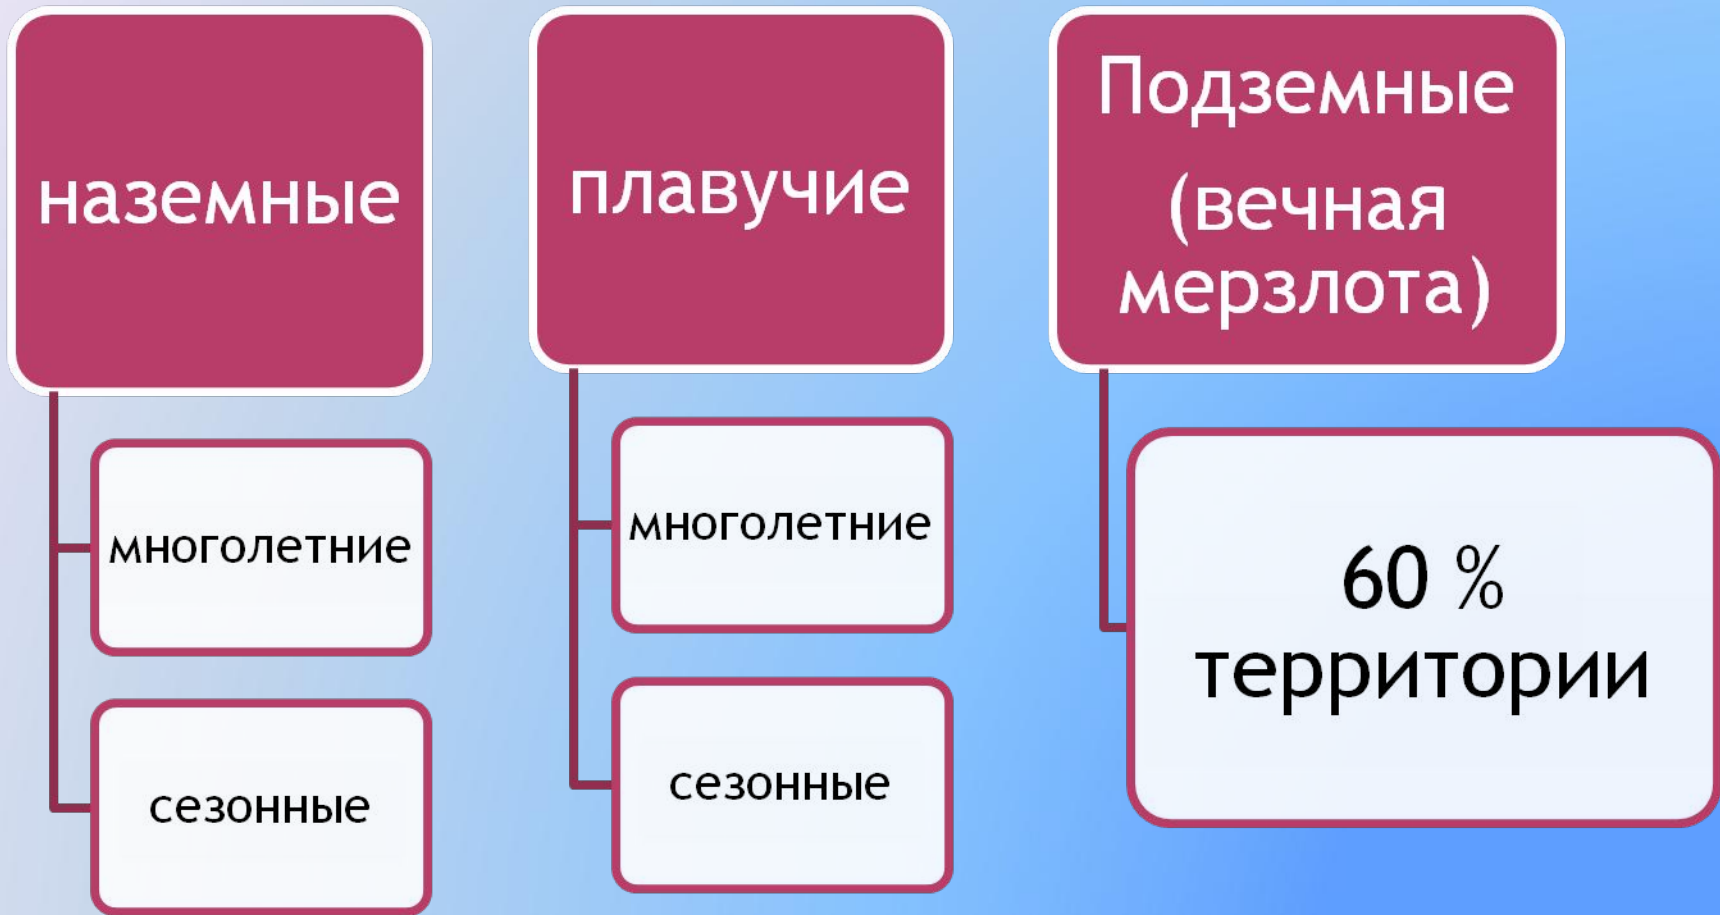 наземные
многолетние
сезонные
плавучие
многолетние
сезонные
Подземные
(вечная
мерзлота)
60 %
территории